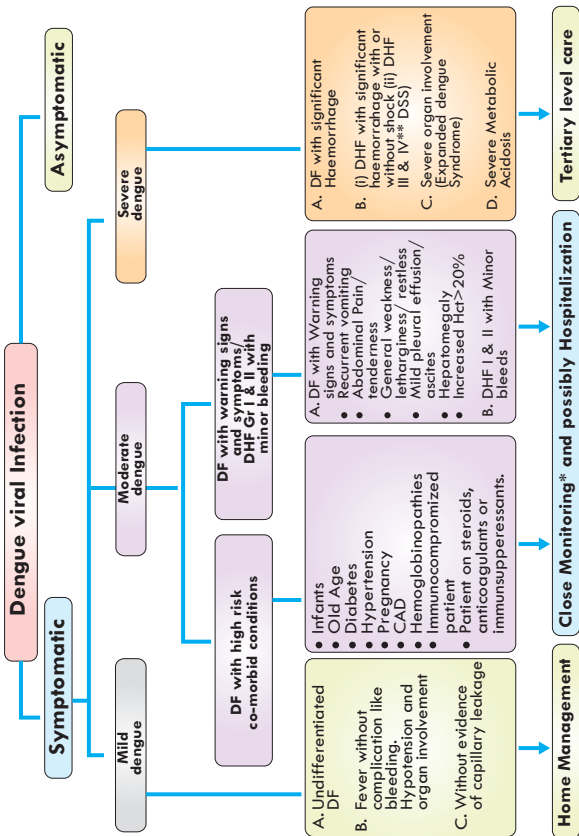 Dengue viral Infection
Symptomatic
Asymptomatic
Mild
dengue
Moderate
dengue
Severe
dengue
DF with high risk
co-morbid conditions
DF with warning signs
and symptoms/
DHF Gr I & II with
minor bleeding
A. Undifferentiated
DF
B. Fever without
complication like
bleeding.
Hypotension and
organ involvement
C. Without evidence
of capillary leakage
• Infants
• Old Age
• Diabetes
• Hypertension
• Pregnancy
• CAD
• Hemoglobinopathies
• Immunocompromized
patient
• Patient on steroids,
anticoagulants or
immunsupperessants.
A. DF with Warning
signs and symptoms
• Recurrent vomiting
• Abdominal Pain/
tenderness
• General weakness/
letharginess/ restless
• Mild pleural effusion/
ascites
• Hepatomegaly
• Increased Hct>20%
B. DHF I & II with Minor
bleeds
A. DF with significant
Haemorrhage
B. (i) DHF with significant
haemorrahage with or
without shock (ii) DHF
III & IV** DSS)
C. Severe organ involvement
(Expanded dengue
Syndrome)
D. Severe Metabolic
Acidosis
Home Management
Close Monitoring* and possibly Hospitalization
Tertiary level care